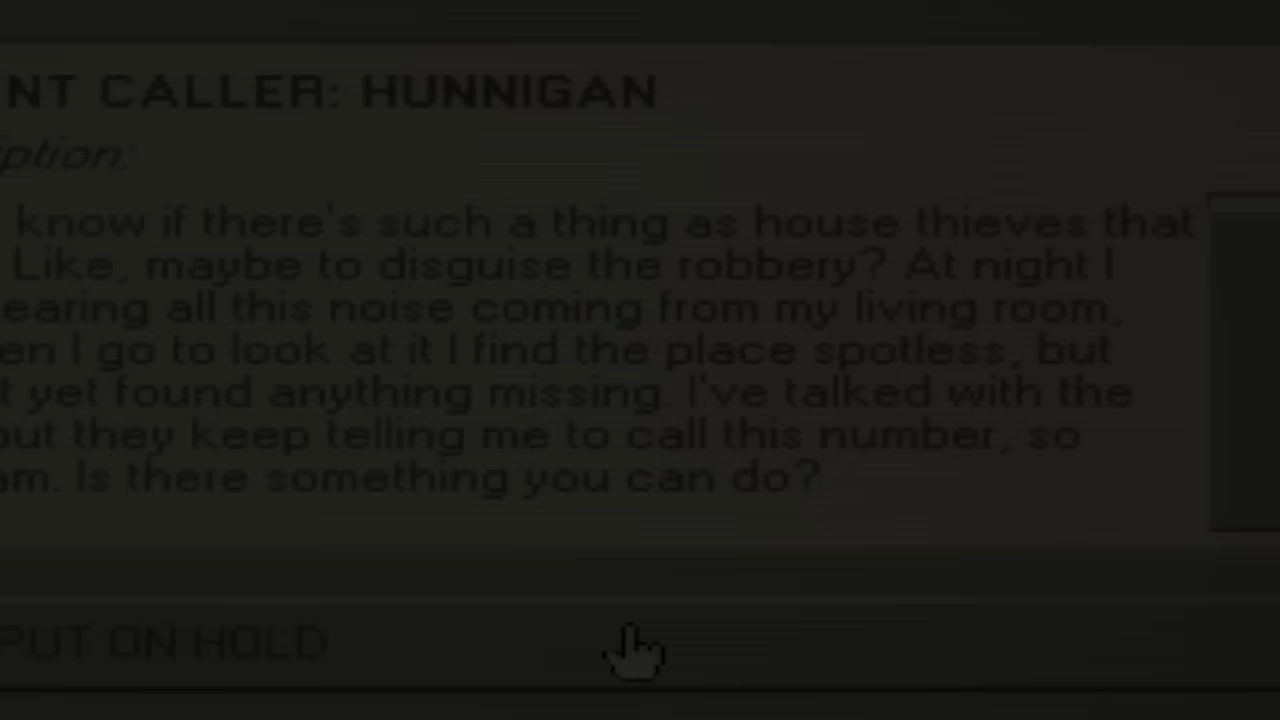 NT CALLER: HUNNIGAN
iption:
know if there's such a thing as house thieves that
Like, maybe to disguise the robbery? At night I
earing all this noise coming from my living room,
en I go to look at it I find the place spotless, but
t yet found anything missing. I've talked with the
out they keep telling me to call this number, so
am. Is there something you can do?
PUT ON HOLD